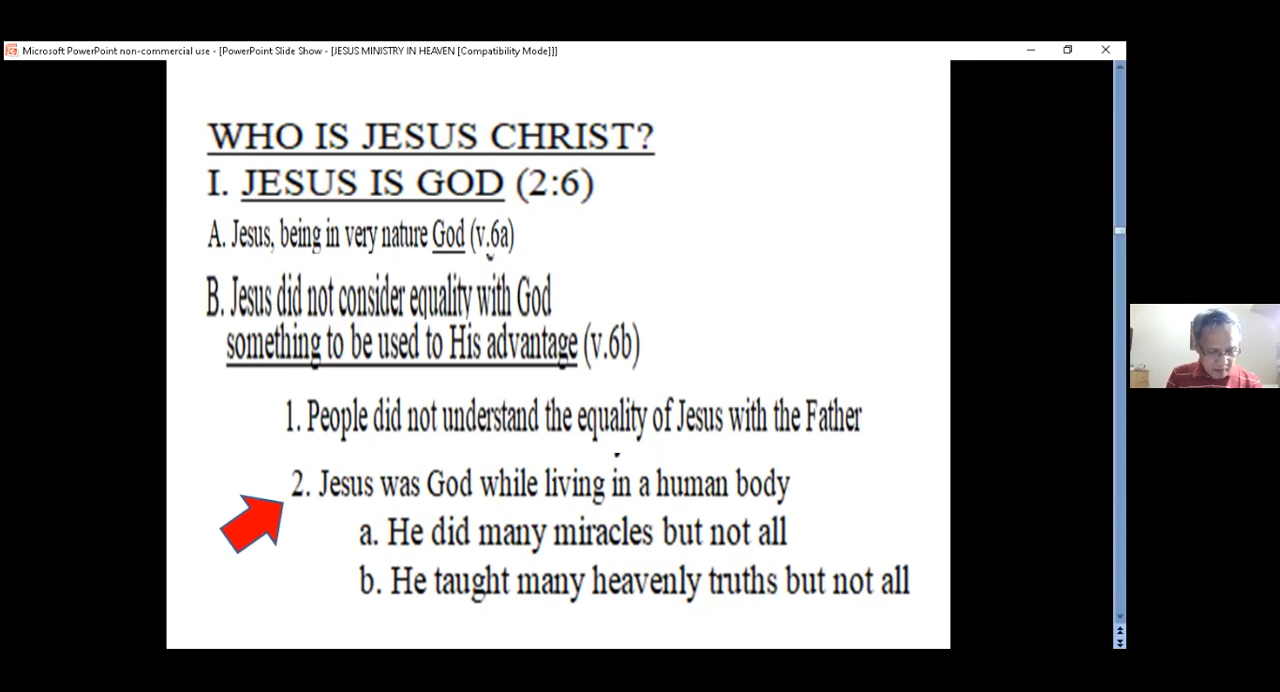 Microsoft PowerPoint non-commercial use - [PowerPoint Slide Show - [JESUS MINISTRY IN HEAVEN [Compatibility Mode]]]
WHO IS JESUS CHRIST?
I. JESUS IS GOD (2:6)
A. Jesus, being in very nature God (v.6a)
B. Jesus did not consider equality with God
something to be used to His advantage (v.6b)
1. People did not understand the equality of Jesus with the Father
2. Jesus was God while living in a human body
a. He did many miracles but not all
b. He taught many heavenly truths but not all